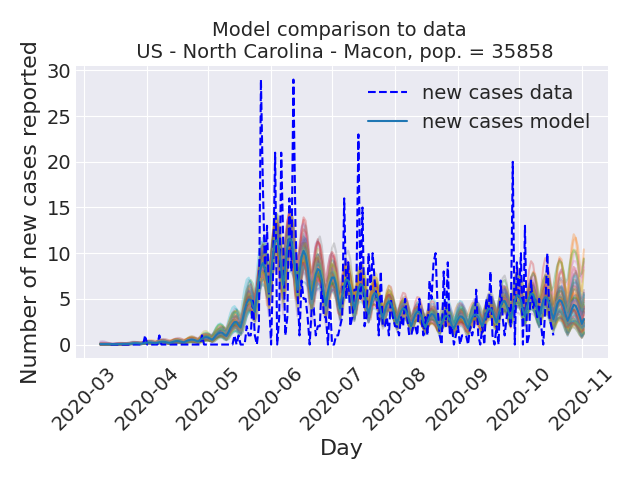 Model comparison to data
US - North Carolina - Macon, pop. = 35858
Number of new cases reported
30
25
20
15
10
5
0
new cases data
new cases model
2020-03
2020-04
2020-05
2020-06
2020-07
2020-08
2020-09
2020-10
2020-11
Day